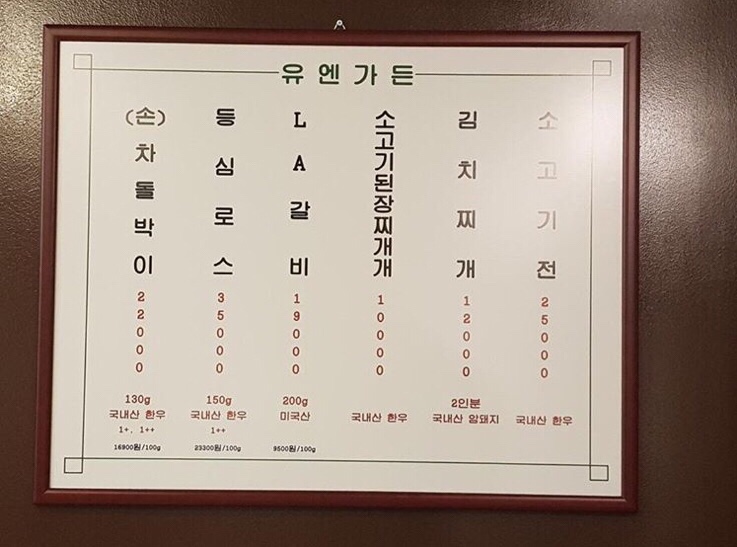 유엔가든
(손)차돌박이
22000
130g
국내산 한우
1+, 1++
16900원/100g
등심로스
35000
150g
국내산 한우
1++
23300원/100g
LA갈비
19000
200g
미국산
9500원/100g
소고기된장찌개개
10000
국내산 한우
김치찌개
12000
2인분
국내산 암돼지
소고기전
25000
국내산 한우